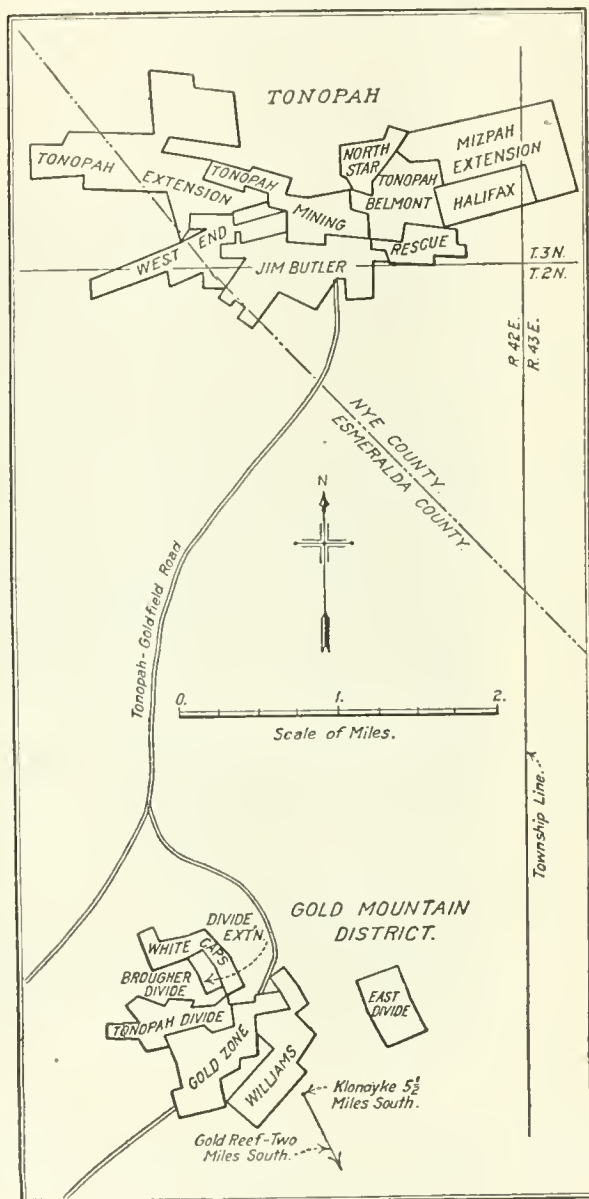 TONOPAH
TONOPAH
EXTENSION
TONOPAH
MINING
NORTH
STAR
TONOPAH
BELMONT
MIZPAH
EXTENSION
HALIFAX
RESCUE
WEST END
JIM BUTLER
T.3N.
T.2N.
R.42E.
R.43E.
NYE COUNTY.
ESMERALDA COUNTY.
N
Tonopah-Goldfield Road
0. 1. 2.
Scale of Miles.
Township Line.
GOLD MOUNTAIN
DISTRICT.
DIVIDE
EXTN.
WHITE CAPS
BROUGHER
DIVIDE
TONOPAH DIVIDE
GOLD ZONE
WILLIAMS
EAST
DIVIDE
Klondyke 5½
Miles South.
Gold Reef-Two
Miles South.